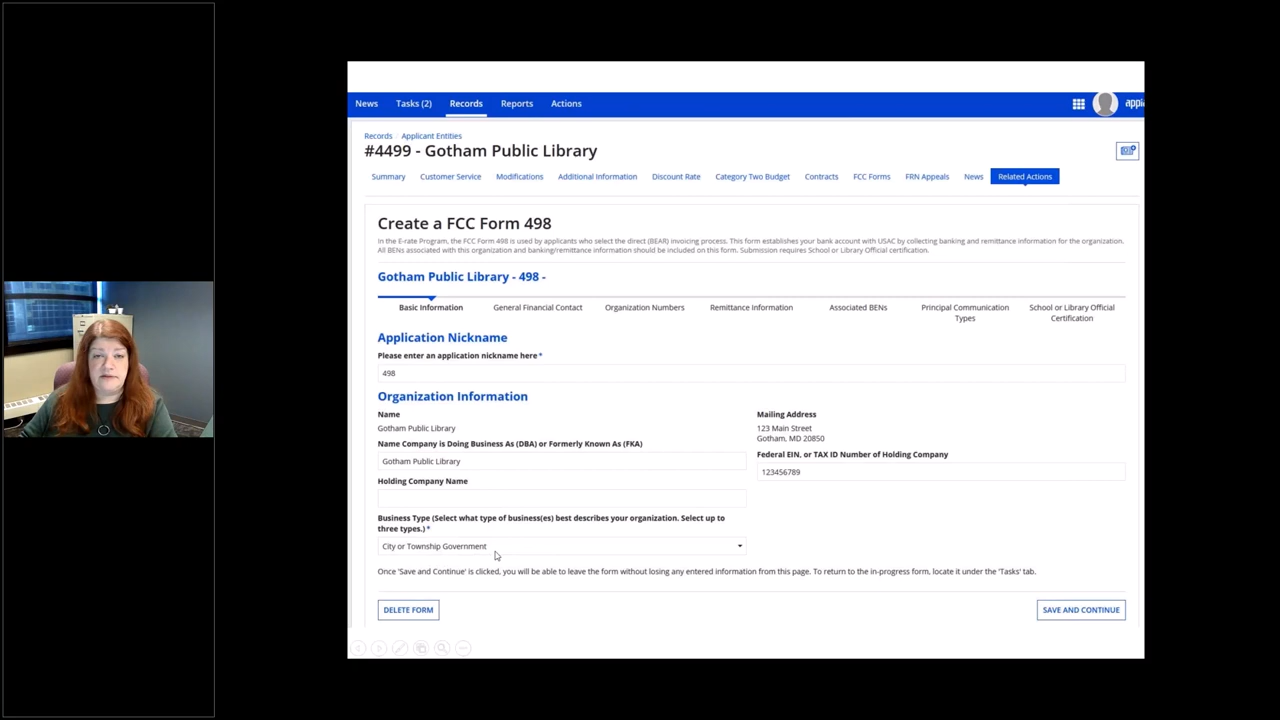 News Tasks (2) Records Reports Actions
Records / Applicant Entities
#4499 - Gotham Public Library
Summary Customer Service Modifications Additional Information Discount Rate Category Two Budget Contracts FCC Forms FRN Appeals News Related Actions
Create a FCC Form 498
In the E-rate Program, the FCC Form 498 is used by applicants who select the direct (BEAR) invoicing process. This form establishes your bank account with USAC by collecting banking and remittance information for the organization.
All BENs associated with this organization and banking/remittance information should be included on this form. Submission requires School or Library Official certification.
Gotham Public Library - 498 -
Basic Information General Financial Contact Organization Numbers Remittance Information Associated BENs Principal Communication Types School or Library Official Certification
Application Nickname
Please enter an application nickname here *
498
Organization Information
Name
Gotham Public Library
Name Company is Doing Business As (DBA) or Formerly Known As (FKA)
Gotham Public Library
Holding Company Name
Business Type (Select what type of business(es) best describes your organization. Select up
to three types.) *
City or Township Government
Mailing Address
123 Main Street
Gotham, MD 20850
Federal EIN, or TAX ID Number of Holding Company
123456789
Once 'Save and Continue' is clicked, you will be able to leave the form without losing any entered information from this page. To return to the in-progress form, locate it under the 'Tasks' tab.
DELETE FORM SAVE AND CONTINUE